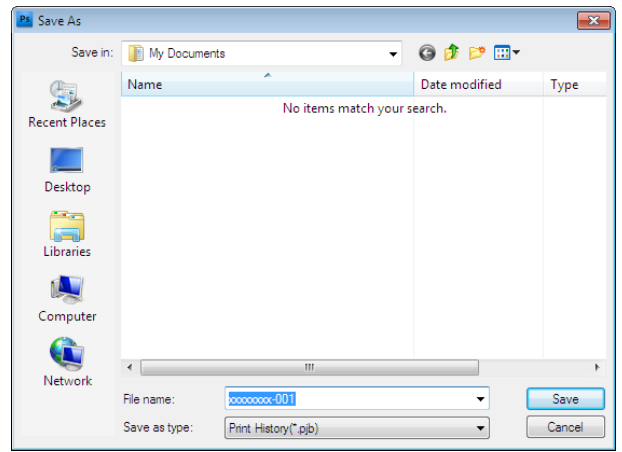 Ps Save As
Save in: My Documents
Name Date modified Type
No items match your search.
Recent Places
Desktop
Libraries
Computer
Network
File name: xxxxxxxx-001 Save
Save as type: Print History(*.pjb) Cancel